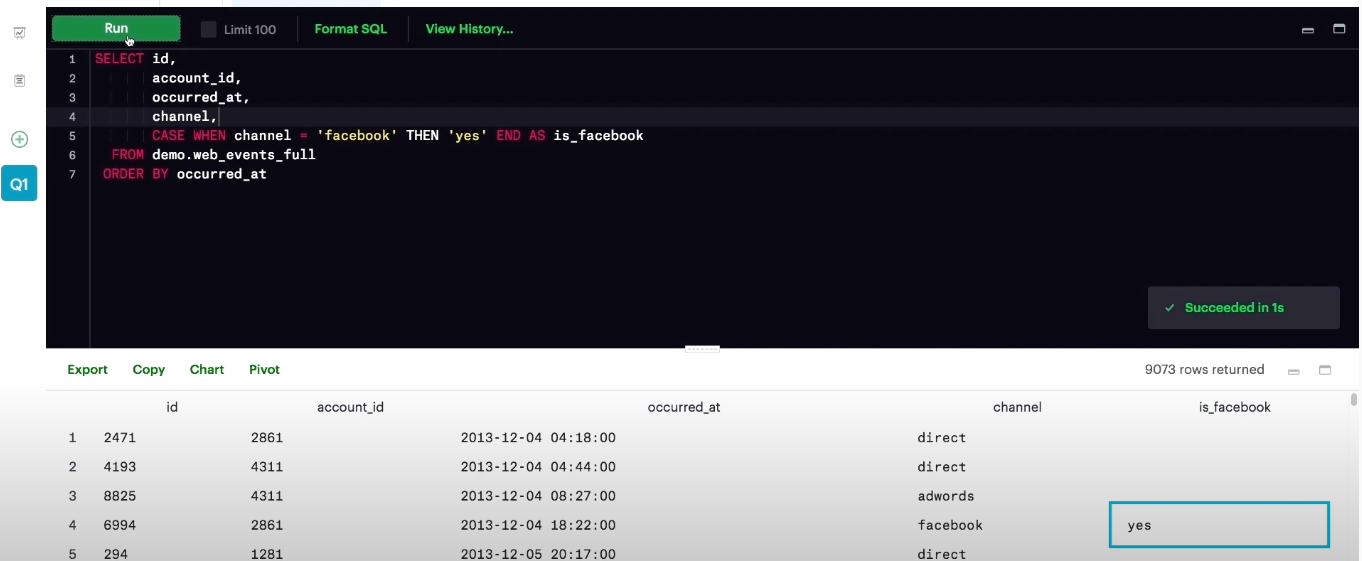 Run Limit 100 Format SQL View History...
1 SELECT id,
2 account_id,
3 occurred_at,
4 channel,
5 CASE WHEN channel = 'facebook' THEN 'yes' END AS is_facebook
6 FROM demo.web_events_full
7 ORDER BY occurred_at
Q1
✓ Succeeded in 1s
Export Copy Chart Pivot 9073 rows returned
id account_id occurred_at channel is_facebook
1 2471 2861 2013-12-04 04:18:00 direct
2 4193 4311 2013-12-04 04:44:00 direct
3 8825 4311 2013-12-04 08:27:00 adwords
4 6994 2861 2013-12-04 18:22:00 facebook yes
5 294 1281 2013-12-05 20:17:00 direct